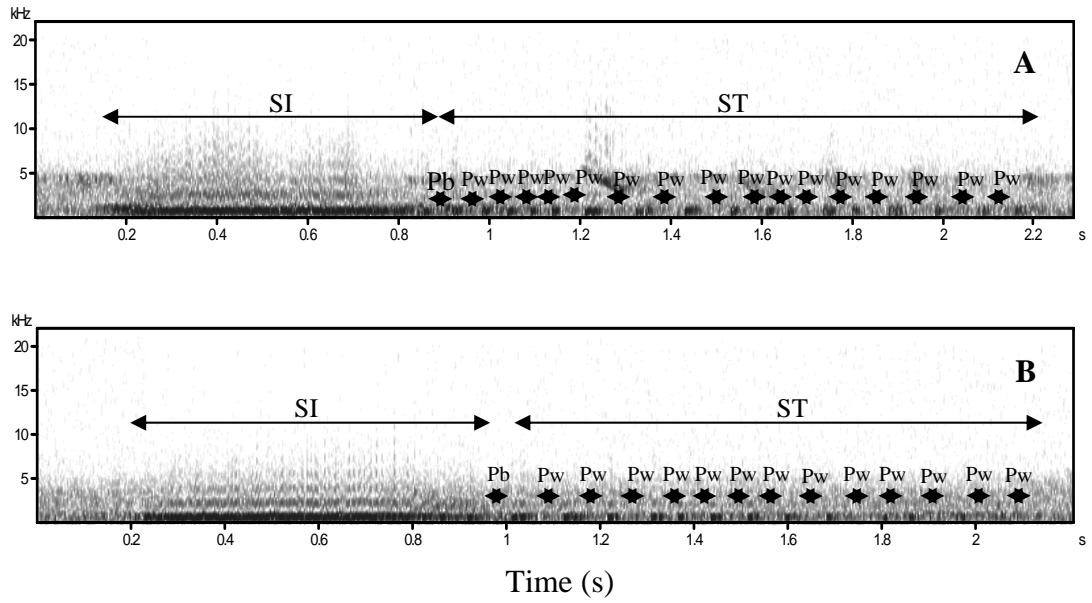 kHz
20
A
15
SI ST
10
5
Pb Pw Pw Pw Pw Pw Pw Pw Pw Pw Pw Pw Pw Pw Pw Pw Pw
0.2 0.4 0.6 0.8 1 1.2 1.4 1.6 1.8 2 2.2 s
kHz
20
B
15
SI ST
10
5
Pb Pw Pw Pw Pw Pw Pw Pw Pw Pw Pw Pw Pw Pw
0.2 0.4 0.6 0.8 1 1.2 1.4 1.6 1.8 2 s
Time (s)